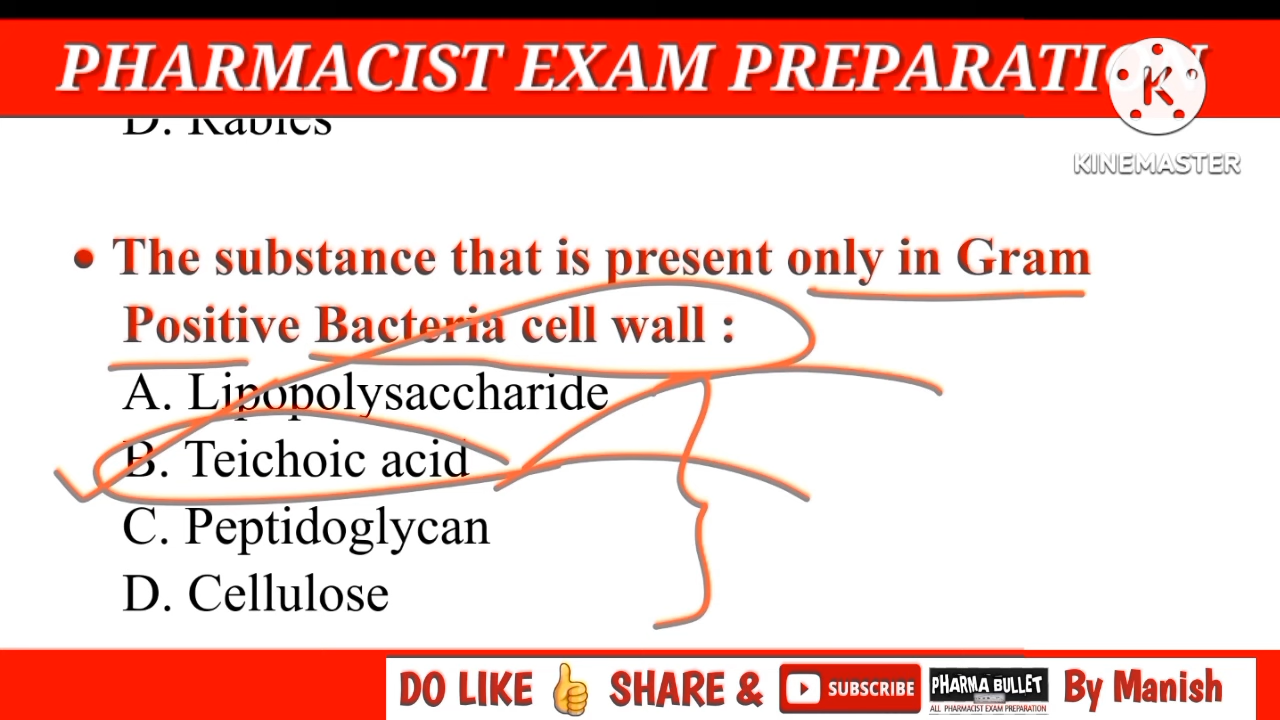 PHARMACIST EXAM PREPARATION
K
KINEMASTER
D. Rabies
• The substance that is present only in Gram
Positive Bacteria cell wall :
A. Lipopolysaccharide
B. Teichoic acid
C. Peptidoglycan
D. Cellulose
DO LIKE SHARE & SUBSCRIBE PHARMA BULLET By Manish
ALL PHARMACIST EXAM PREPARATION